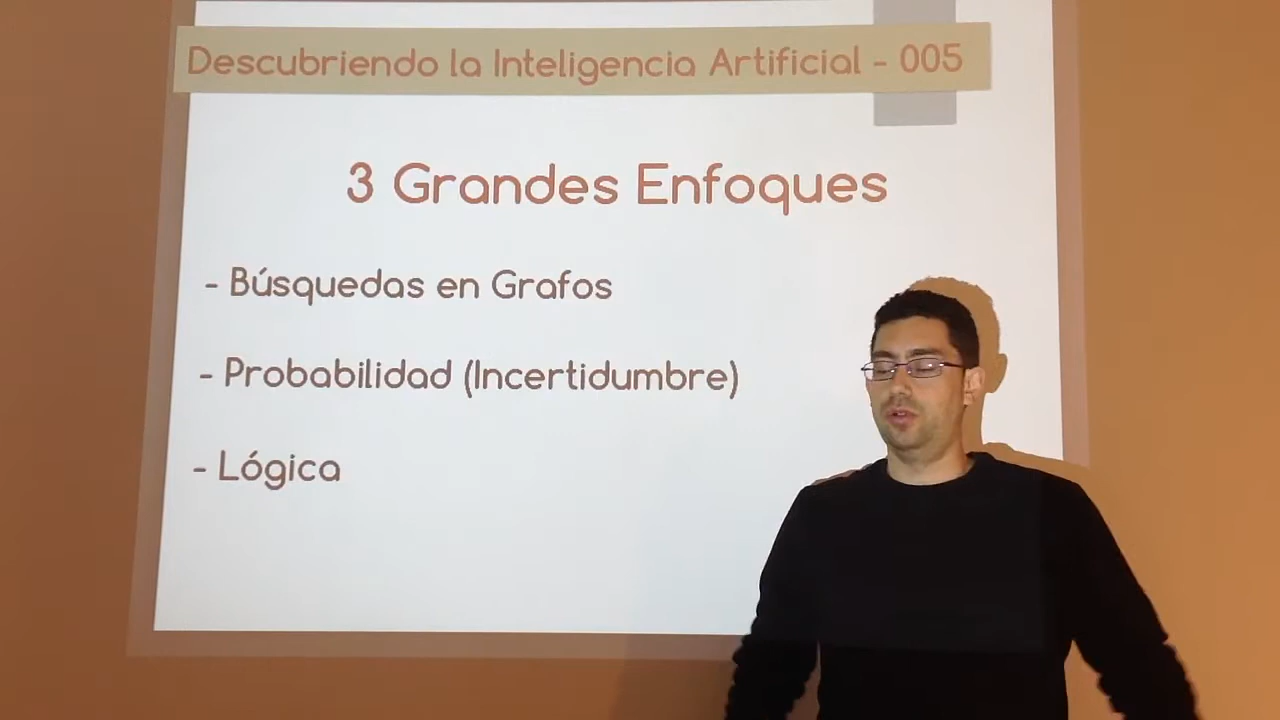 Descubriendo la Inteligencia Artificial - 005
3 Grandes Enfoques
- Búsquedas en Grafos
- Probabilidad (Incertidumbre)
- Lógica